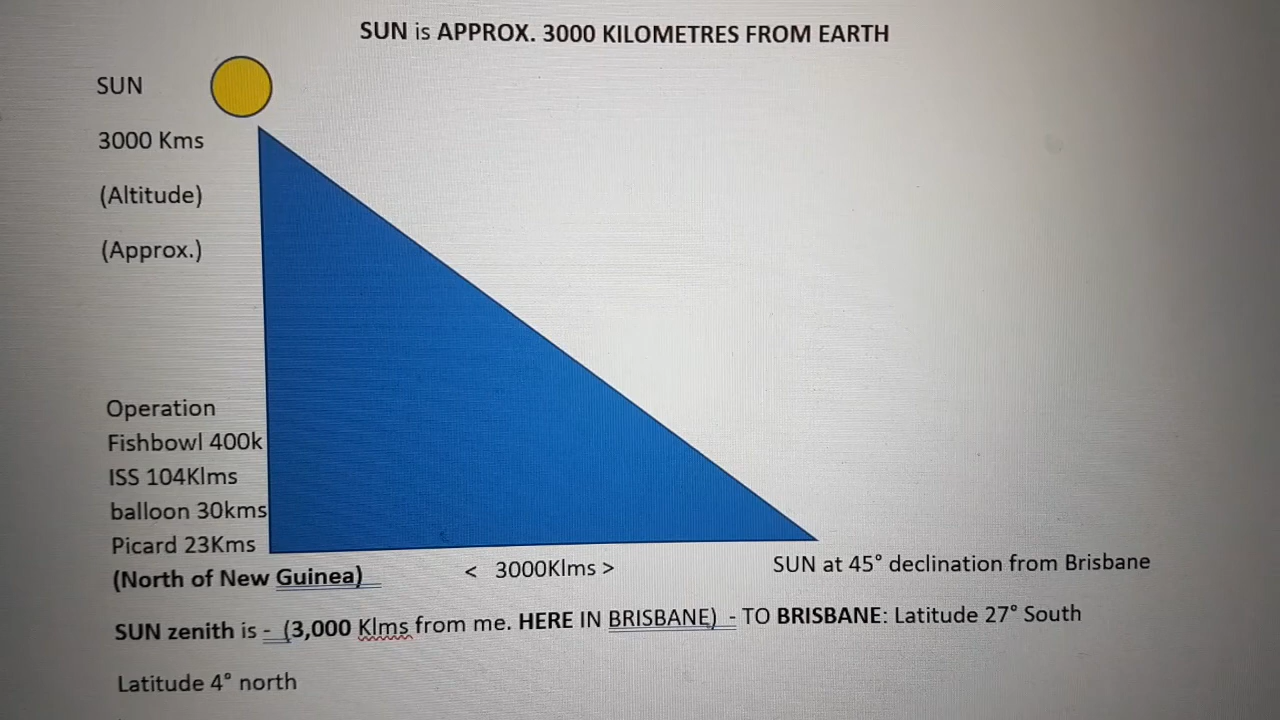 SUN is APPROX. 3000 KILOMETRES FROM EARTH
SUN
3000 Kms
(Altitude)
(Approx.)
Operation
Fishbowl 400k
ISS 104Klms
balloon 30kms
Picard 23Kms
(North of New Guinea)
< 3000Klms >
SUN at 45° declination from Brisbane
SUN zenith is - (3,000 Klms from me. HERE IN BRISBANE) - TO BRISBANE: Latitude 27° South
Latitude 4° north